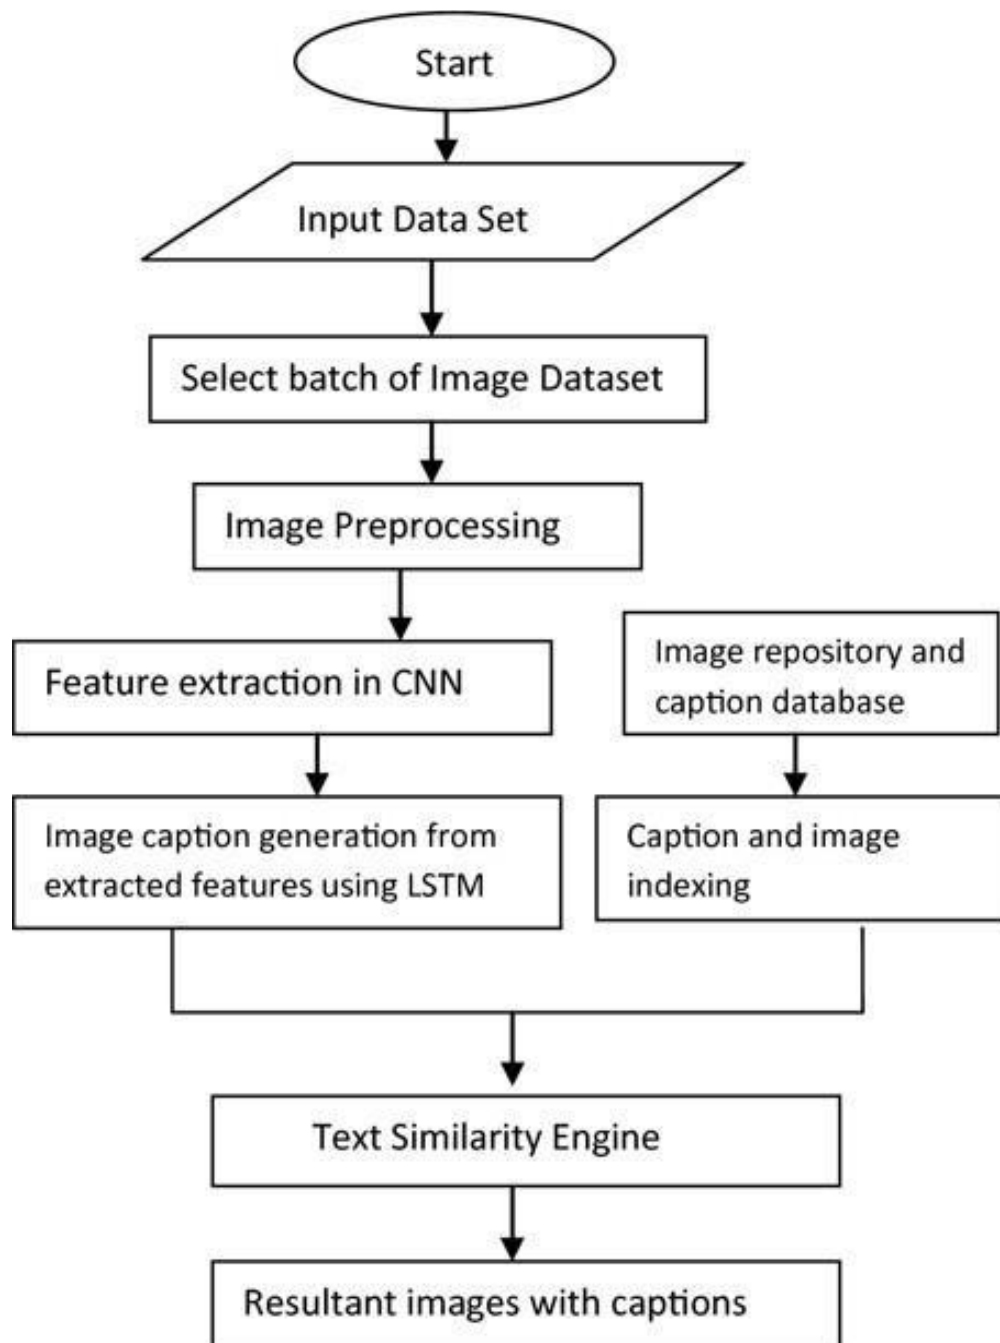 Start
Input Data Set
Select batch of Image Dataset
Image Preprocessing
Feature extraction in CNN
Image repository and
caption database
Image caption generation from
extracted features using LSTM
Caption and image
indexing
Text Similarity Engine
Resultant images with captions